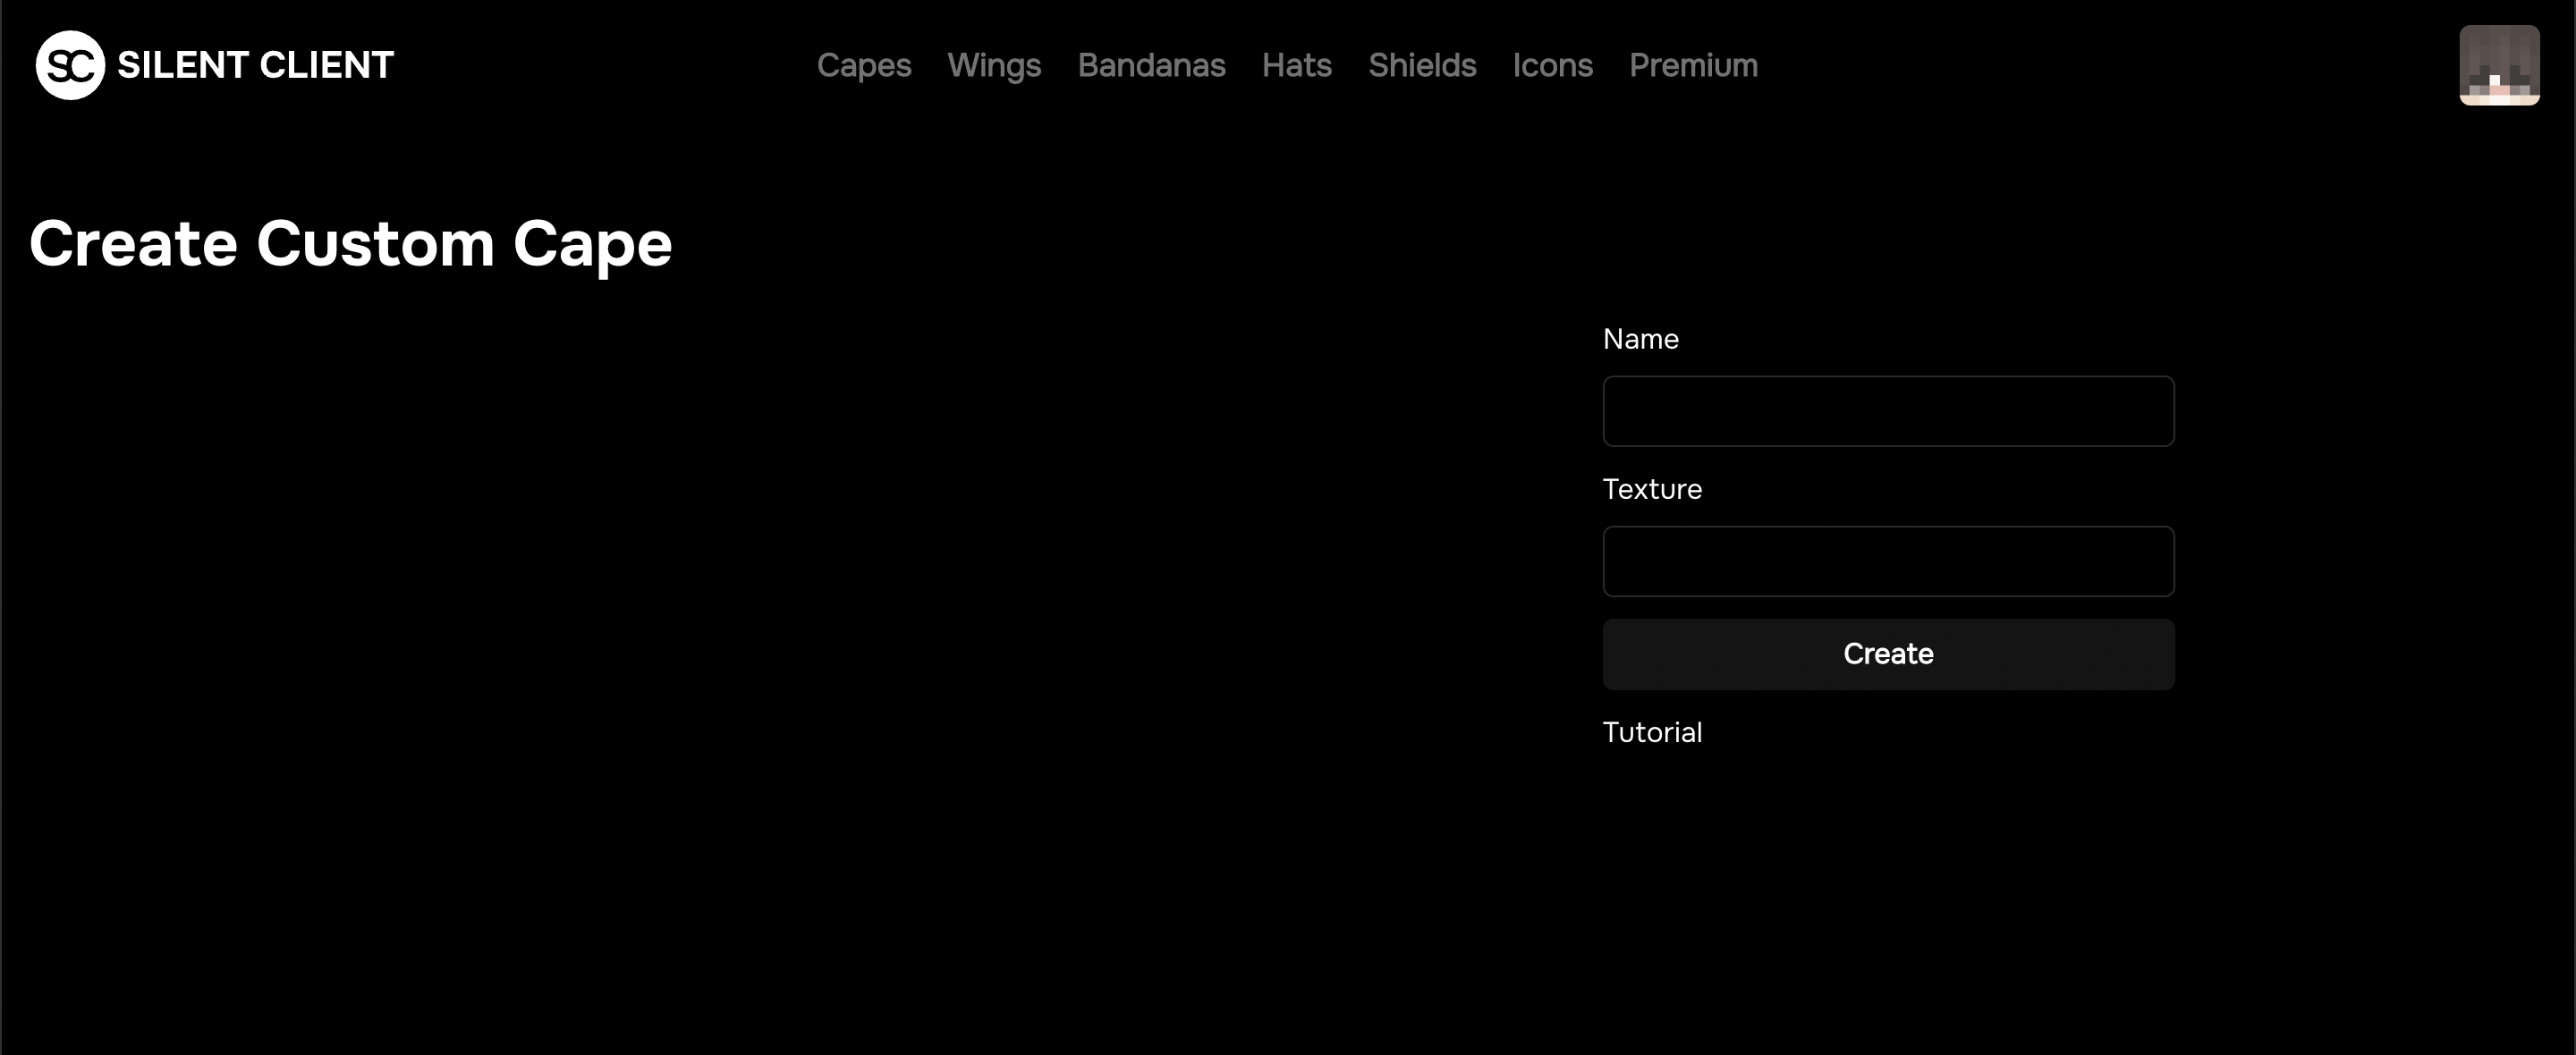 SC SILENT CLIENT
Capes Wings Bandanas Hats Shields Icons Premium
Create Custom Cape
Name
Texture
Create
Tutorial